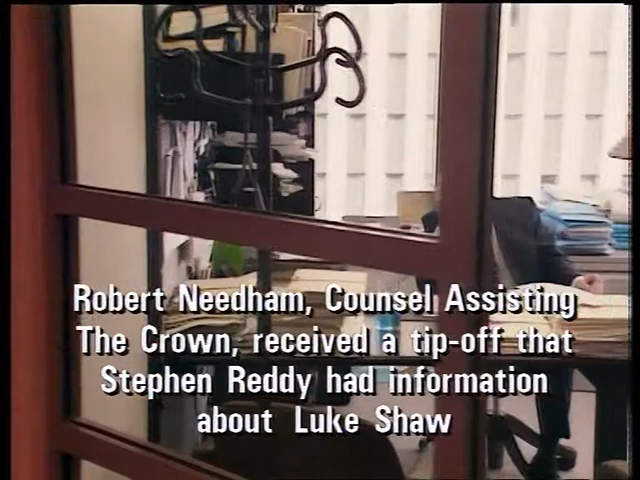 Robert Needham, Counsel Assisting
The Crown, received a tip-off that
Stephen Reddy had information
about Luke Shaw